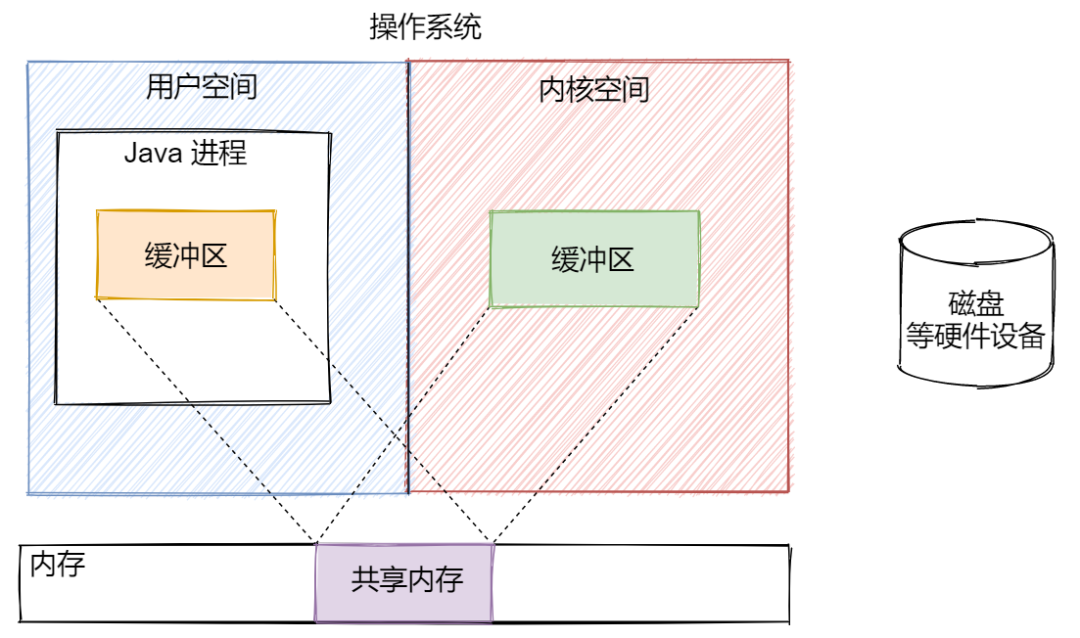 操作系统
用户空间
内核空间
Java 进程
缓冲区
缓冲区
磁盘
等硬件设备
内存
共享内存